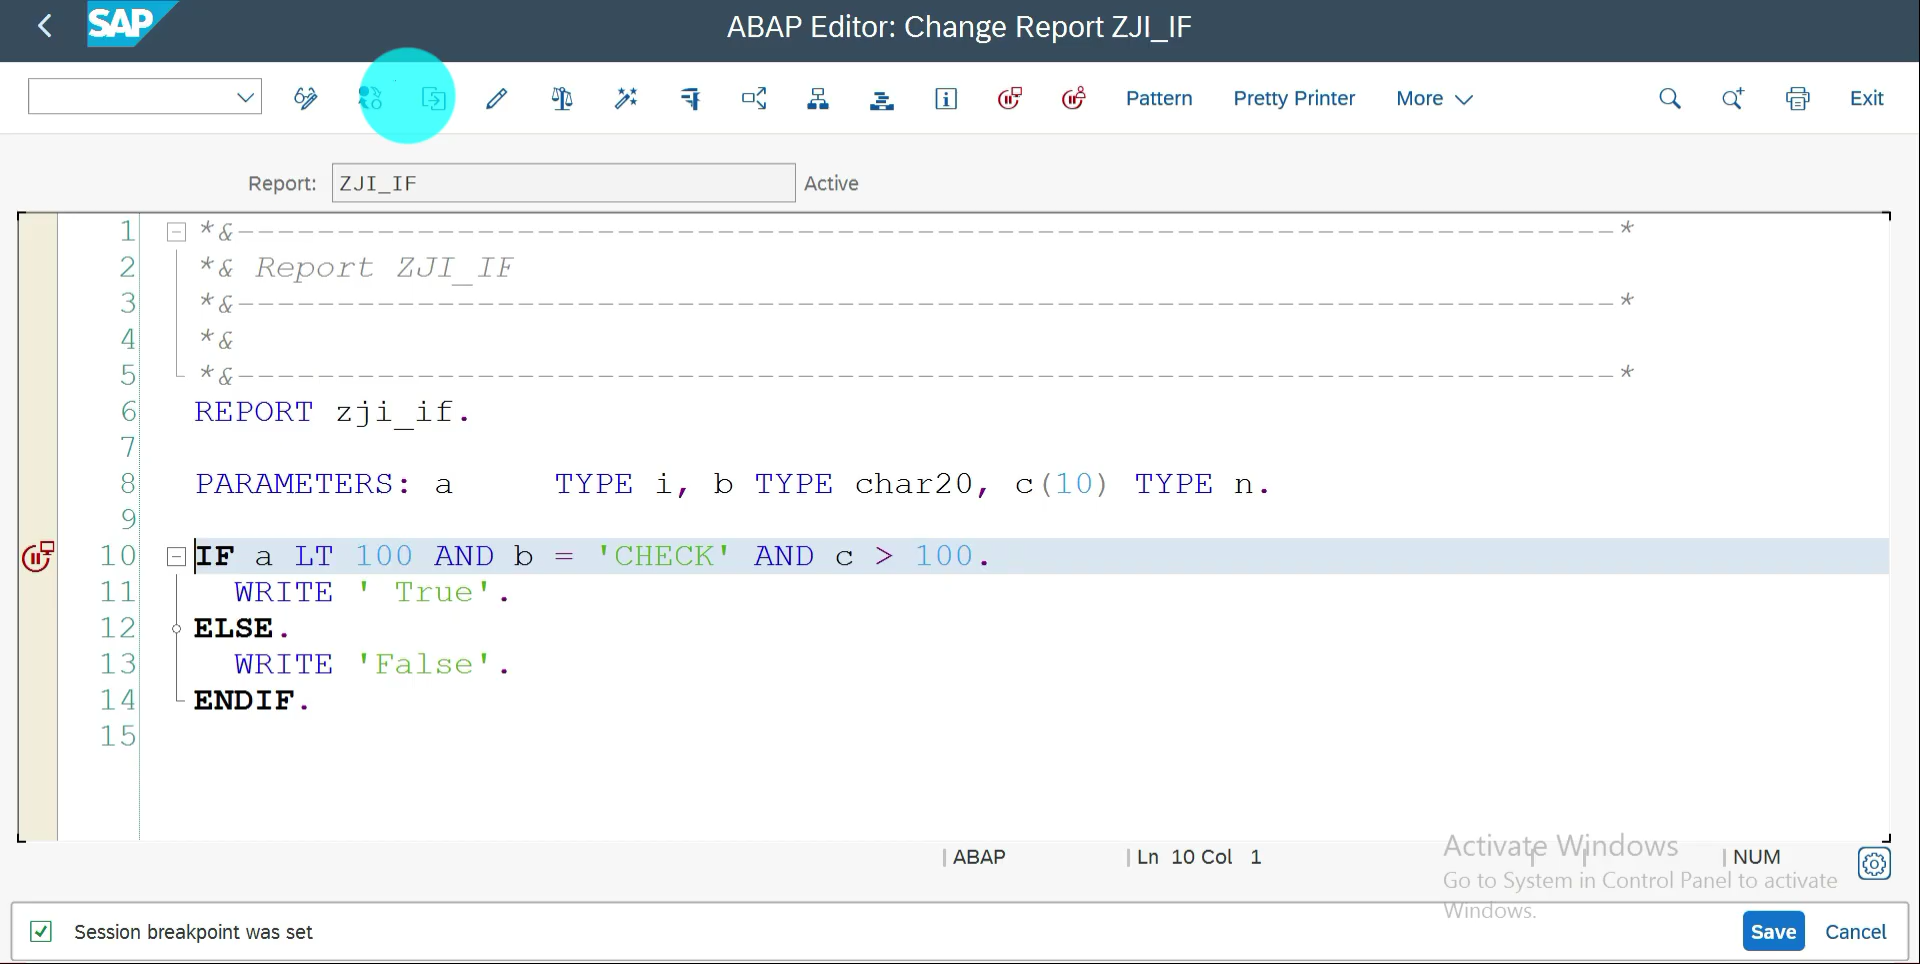 SAP
ABAP Editor: Change Report ZJI_IF
Pattern
Pretty Printer
More
Exit
Report: ZJI_IF Active
1 *&---------------------------------------------------------------------*
2 *& Report ZJI_IF
3 *&---------------------------------------------------------------------*
4 *&
5 *&---------------------------------------------------------------------*
6 REPORT zji_if.
7
8 PARAMETERS: a     TYPE i, b TYPE char20, c(10) TYPE n.
9
10 IF a LT 100 AND b = 'CHECK' AND c > 100.
11   WRITE ' True'.
12 ELSE.
13   WRITE 'False'.
14 ENDIF.
15
ABAP
Ln 10 Col 1
NUM
Activate Windows
Go to System in Control Panel to activate
Windows.
Session breakpoint was set
Save
Cancel